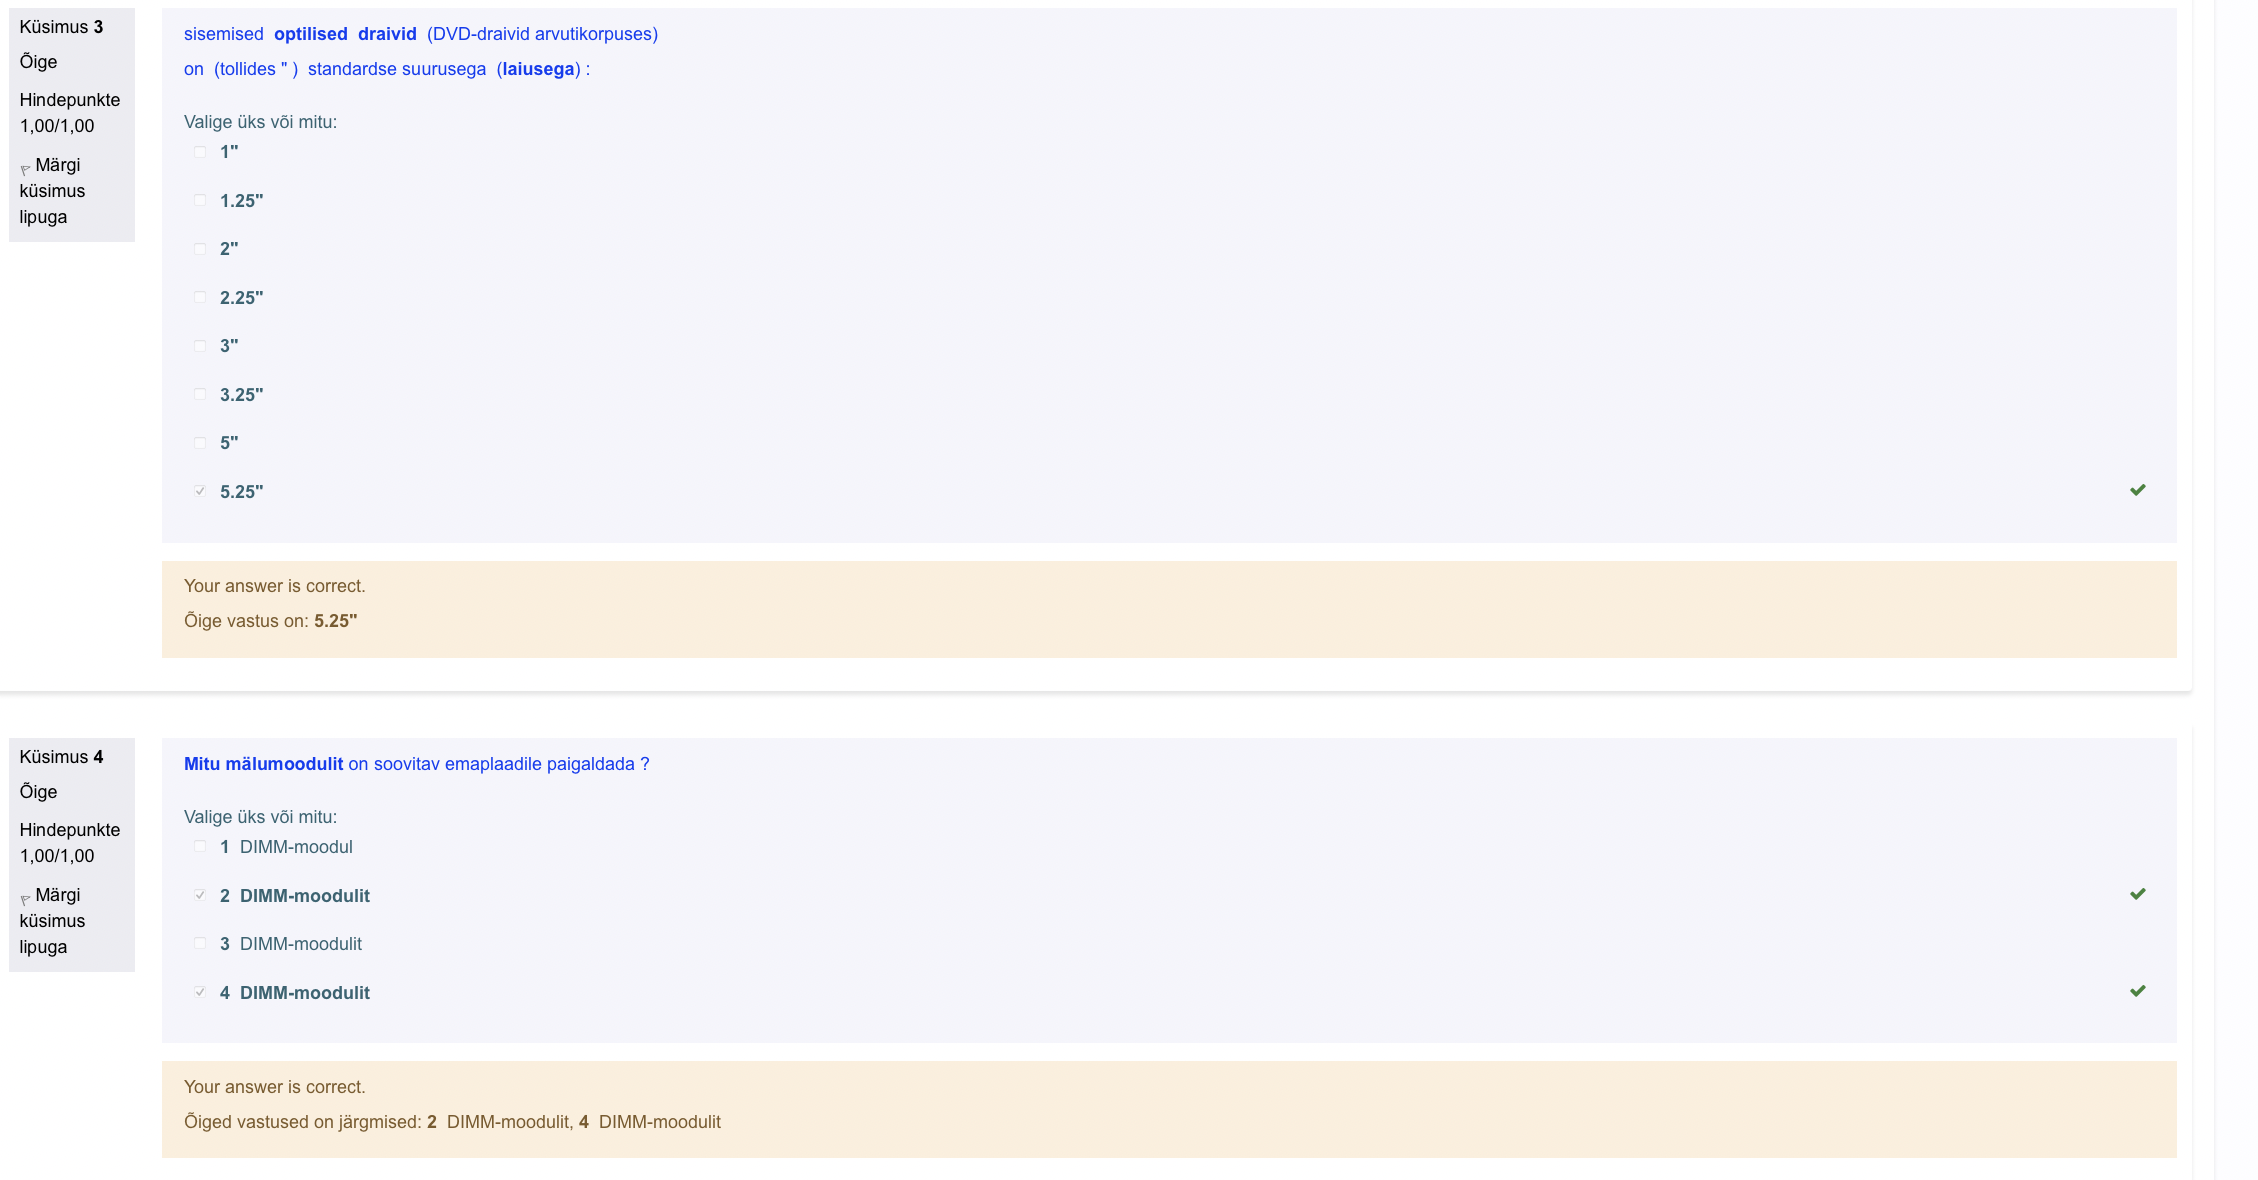 Küsimus 3
Õige
Hindepunkte
1,00/1,00
Märgi
küsimus
lipuga
sisemised optilised draivid (DVD-draivid arvutikorpuses)
on (tollides " ) standardse suurusega (laiusega) :
Valige üks või mitu:
1"
1.25"
2"
2.25"
3"
3.25"
5"
5.25"
Your answer is correct.
Õige vastus on: 5.25"
Küsimus 4
Õige
Hindepunkte
1,00/1,00
Märgi
küsimus
lipuga
Mitu mälumoodulit on soovitav emaplaadile paigaldada ?
Valige üks või mitu:
1 DIMM-moodul
2 DIMM-moodulit
3 DIMM-moodulit
4 DIMM-moodulit
Your answer is correct.
Õiged vastused on järgmised: 2 DIMM-moodulit, 4 DIMM-moodulit